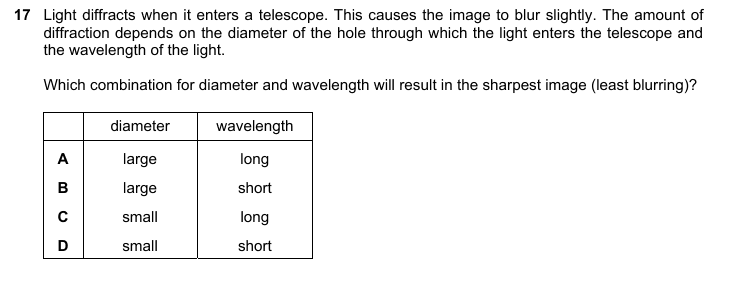 17 Light diffracts when it enters a telescope. This causes the image to blur slightly. The amount of
diffraction depends on the diameter of the hole through which the light enters the telescope and
the wavelength of the light.
Which combination for diameter and wavelength will result in the sharpest image (least blurring)?
diameter wavelength
A large long
B large short
C small long
D small short